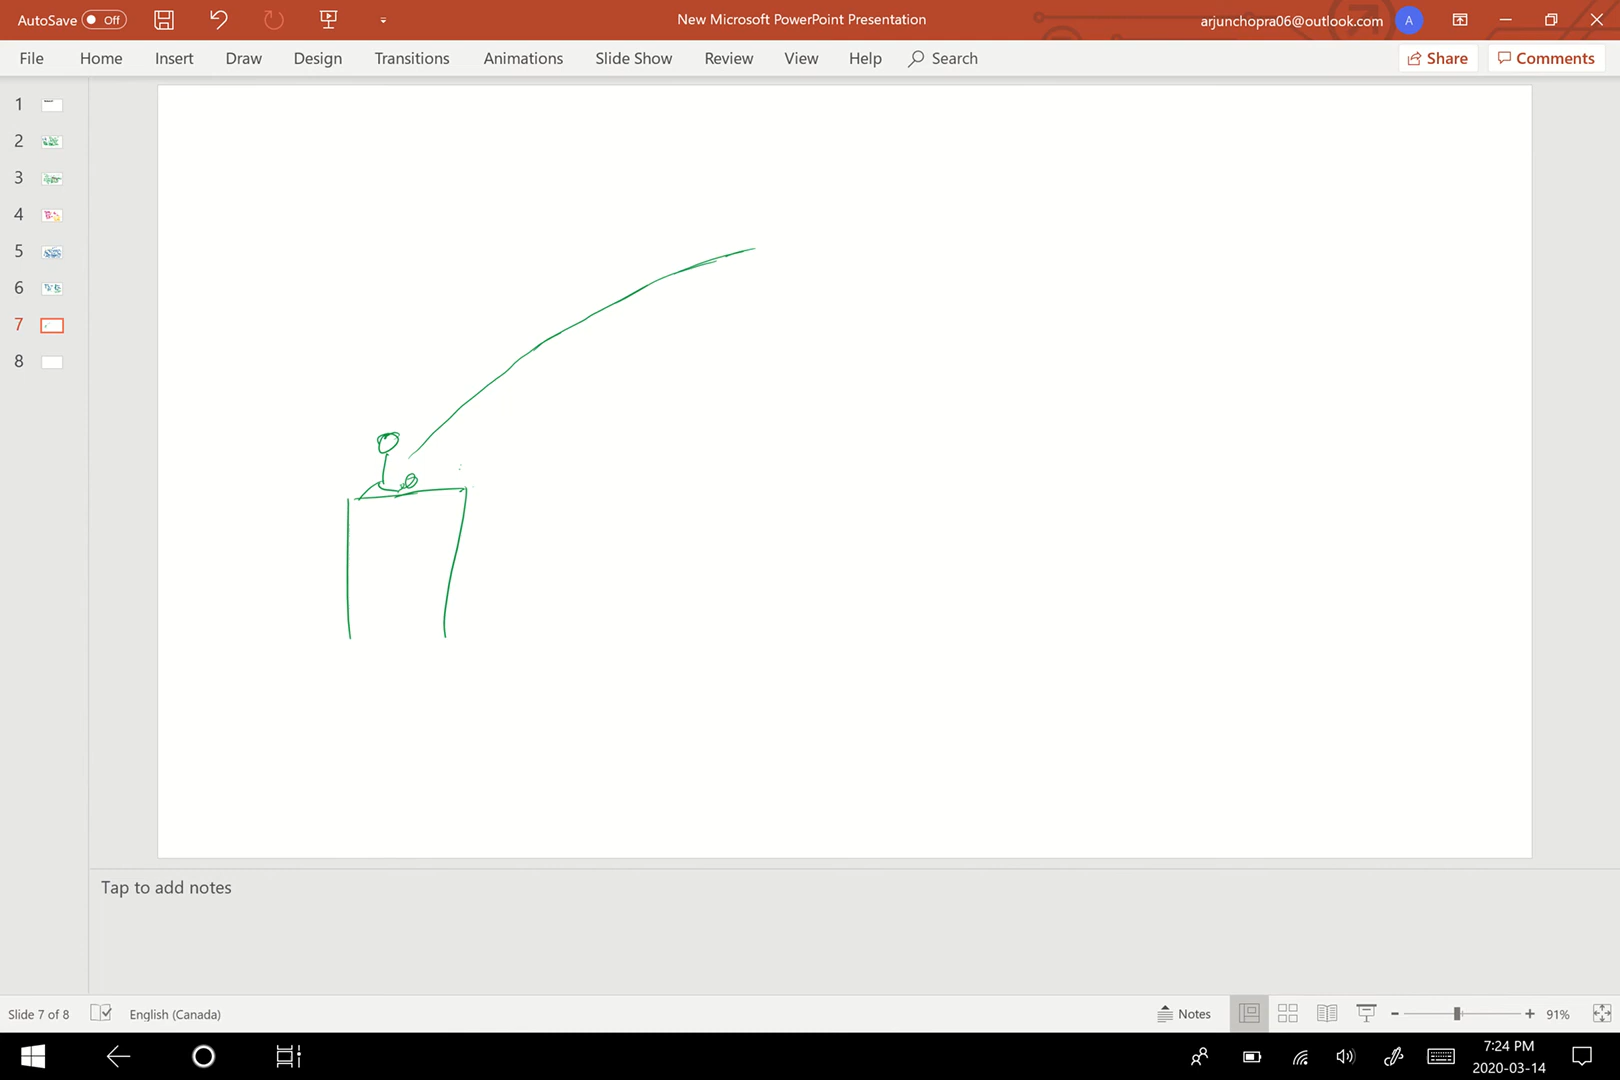 AutoSave Off New Microsoft PowerPoint Presentation arjunchopra06@outlook.com A
File Home Insert Draw Design Transitions Animations Slide Show Review View Help Search Share Comments
1
2
3
4
5
6
7
8
Tap to add notes
Slide 7 of 8 English (Canada) Notes 91%
7:24 PM
2020-03-14